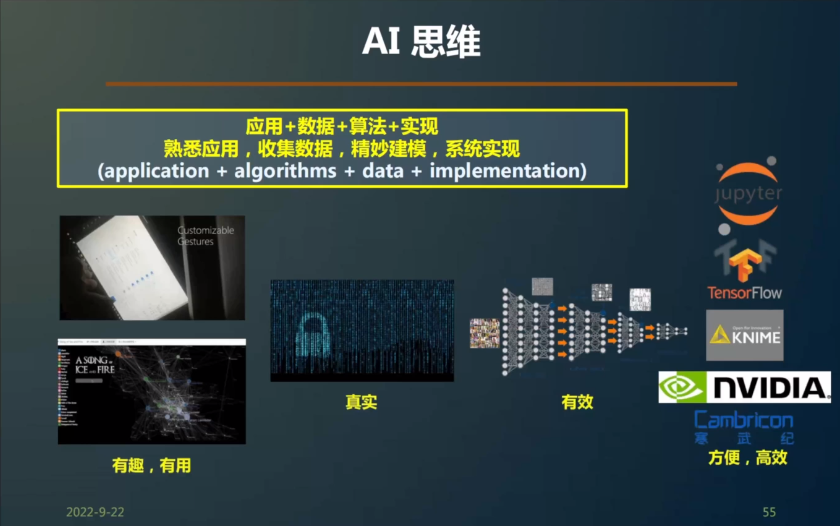 AI 思维
应用+数据+算法+实现
熟悉应用，收集数据，精妙建模，系统实现
(application + algorithms + data + implementation)
Customizable
Gestures
A SONG OF
ICE AND FIRE
有趣，有用
真实
有效
jupyter
TensorFlow
KNIME
NVIDIA.
Cambricon
寒 武 纪
方便，高效
2022-9-22
55